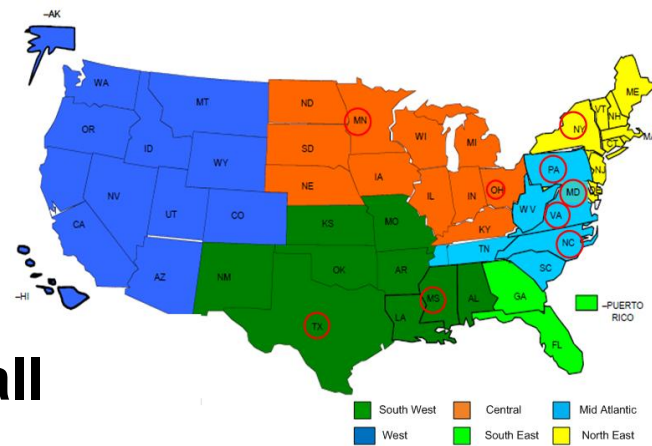 –AK
WA
MT
ND
MN
OR
ID
WY
SD
WI
MI
NY
VT
NH
ME
MA
CT
NV
UT
CO
NE
IA
IL
IN
OH
PA
NJ
MD
DE
CA
KS
MO
KY
WV
VA
AZ
NM
OK
AR
TN
NC
SC
–HI
TX
LA
MS
AL
GA
FL
–PUERTO
RICO
all
South West
Central
Mid Atlantic
West
South East
North East